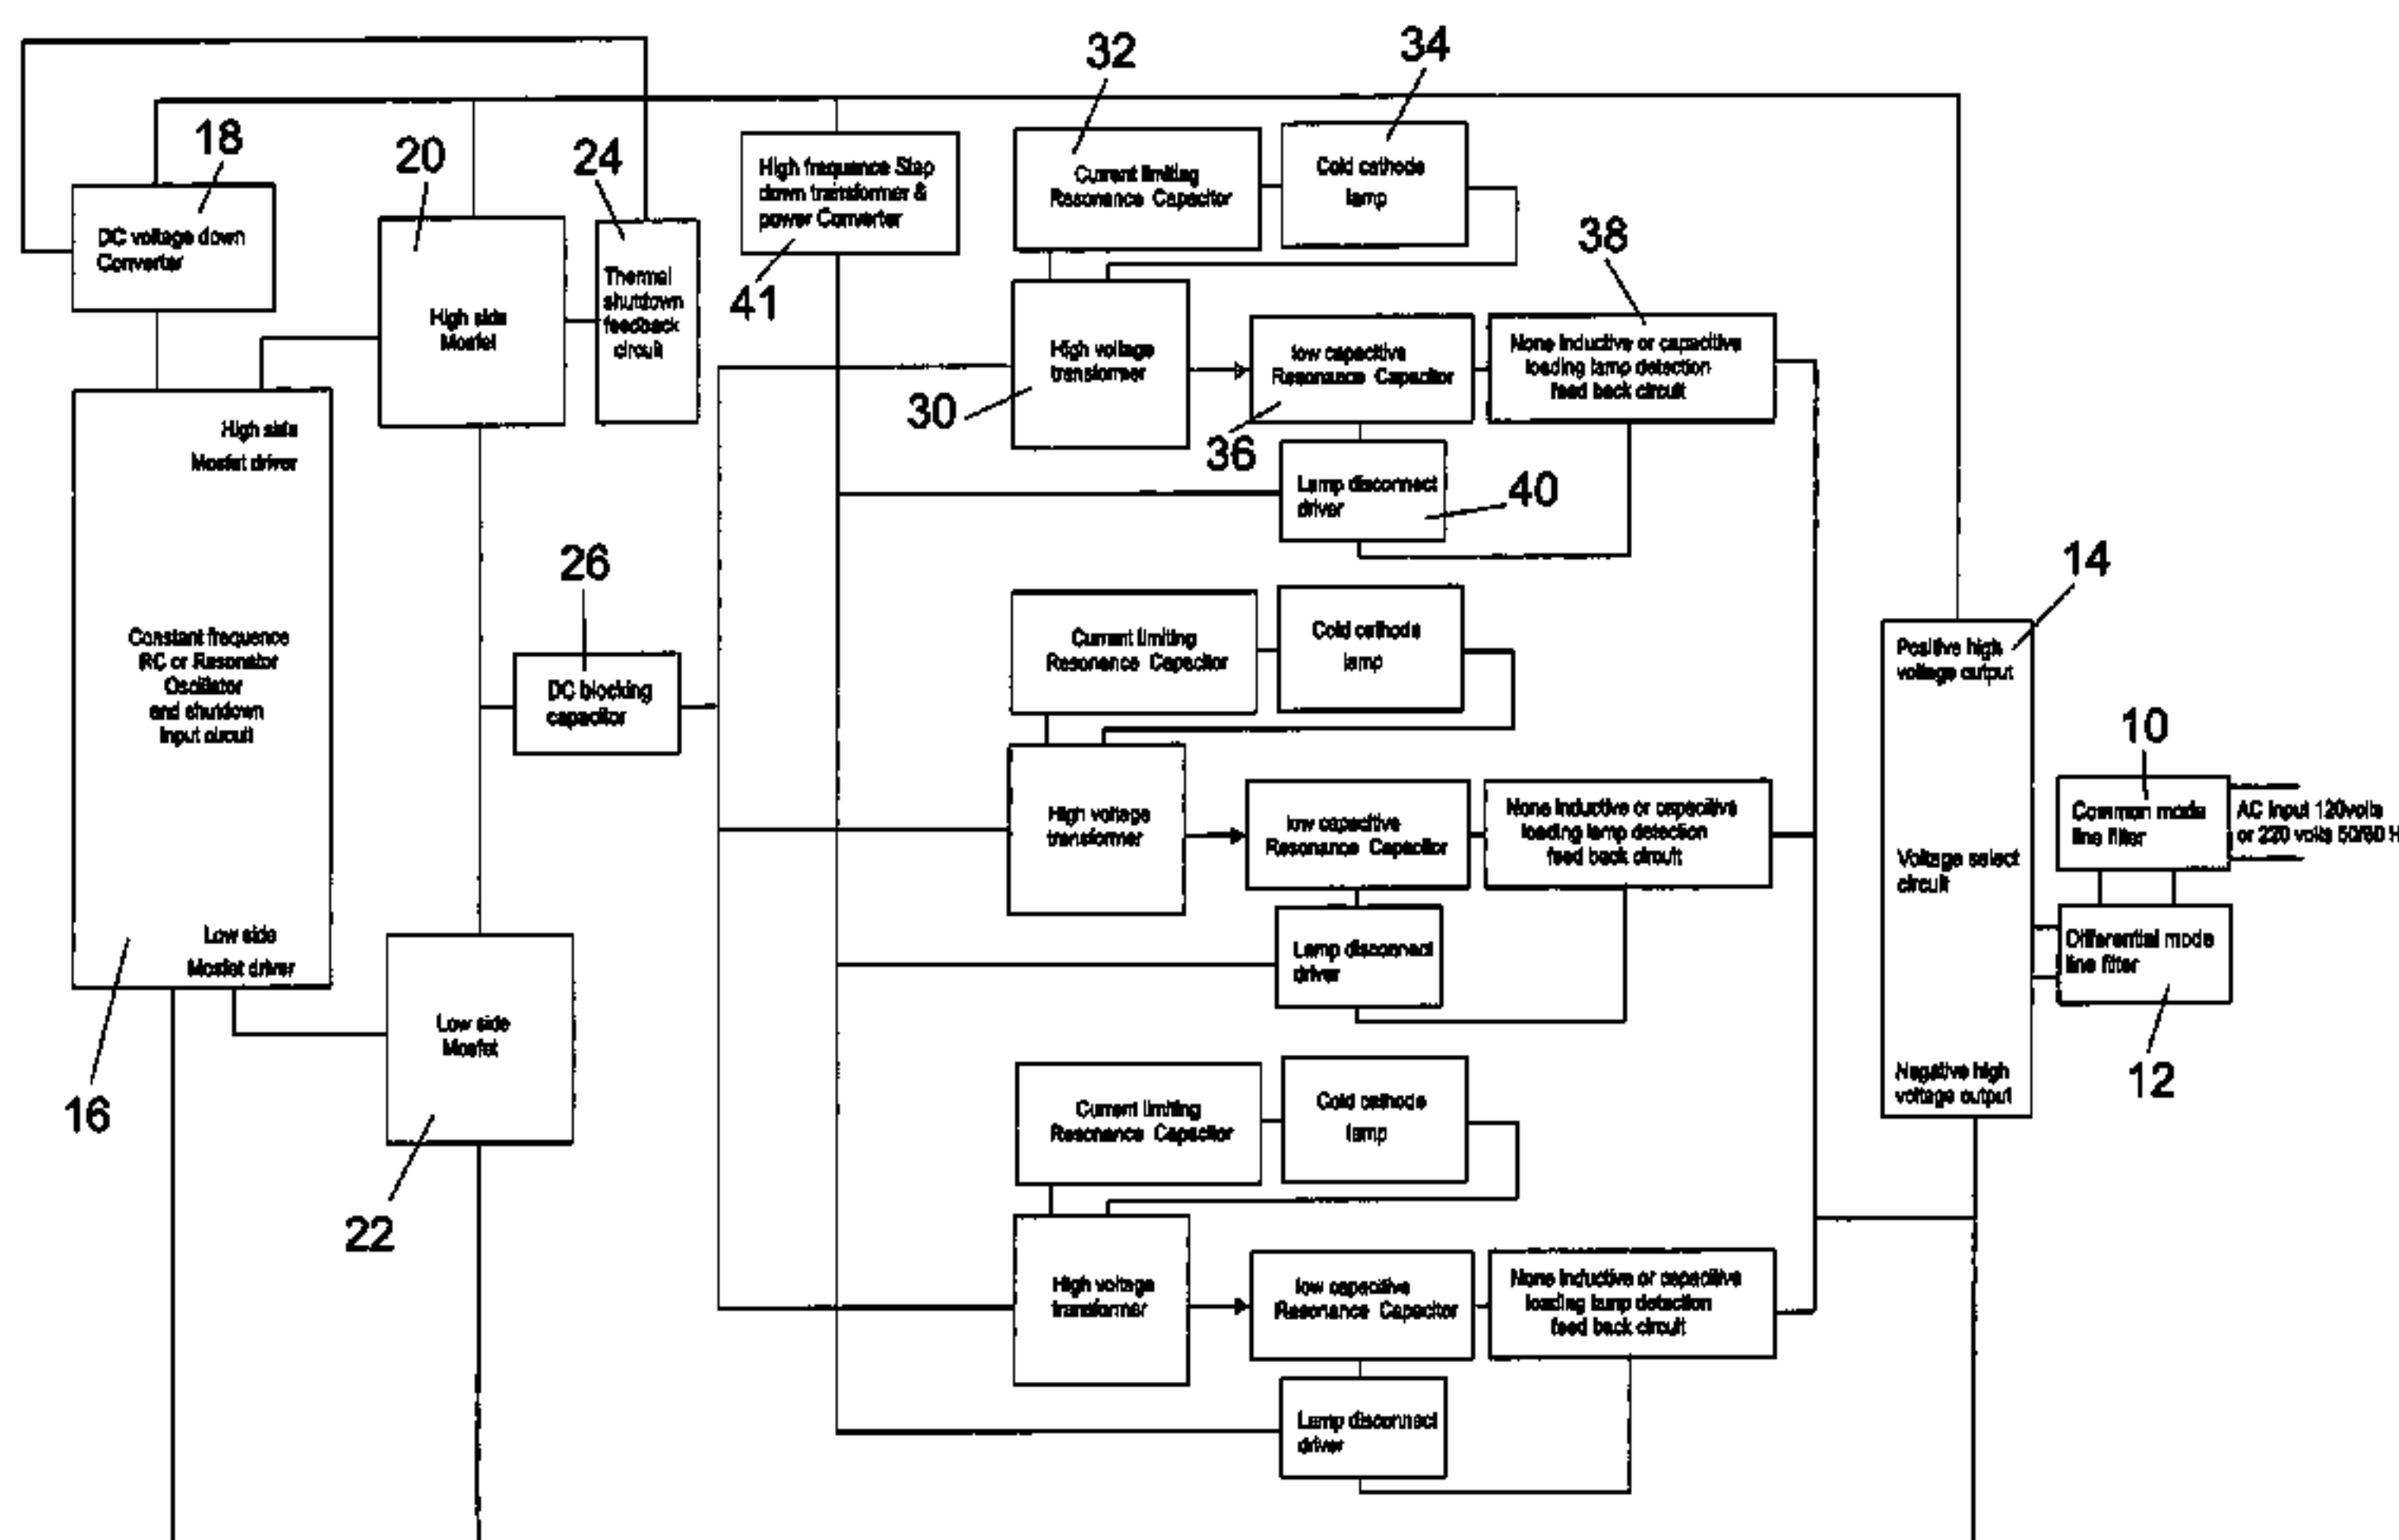 32
34
18
20
24
High frequence Step
down transformer &
power Converter
Current limiting
Resonance Capacitor
Cold cathode
lamp
DC voltage down
Converter
38
Thermal
shutdown
feedback
circuit
41
High side
Mosfet
High voltage
transformer
low capacitive
Resonance Capacitor
None inductive or capacitive
loading lamp detection
feed back circuit
30
36
High side
Mosfet driver
Lamp disconnect
driver
40
26
14
Constant frequence
RC or Resonator
Oscillator
and shutdown
input circuit
DC blocking
capacitor
Current limiting
Resonance Capacitor
Cold cathode
lamp
Positive high
voltage output
10
High voltage
transformer
low capacitive
Resonance Capacitor
None inductive or capacitive
loading lamp detection
feed back circuit
Voltage select
circuit
Common mode
line filter
AC input 120volts
or 220 volts 50/60 H
Low side
Mosfet driver
Lamp disconnect
driver
Differential mode
line filter
Low side
Mosfet
16
22
Current limiting
Resonance Capacitor
Cold cathode
lamp
Negative high
voltage output
12
High voltage
transformer
low capacitive
Resonance Capacitor
None inductive or capacitive
loading lamp detection
feed back circuit
Lamp disconnect
driver